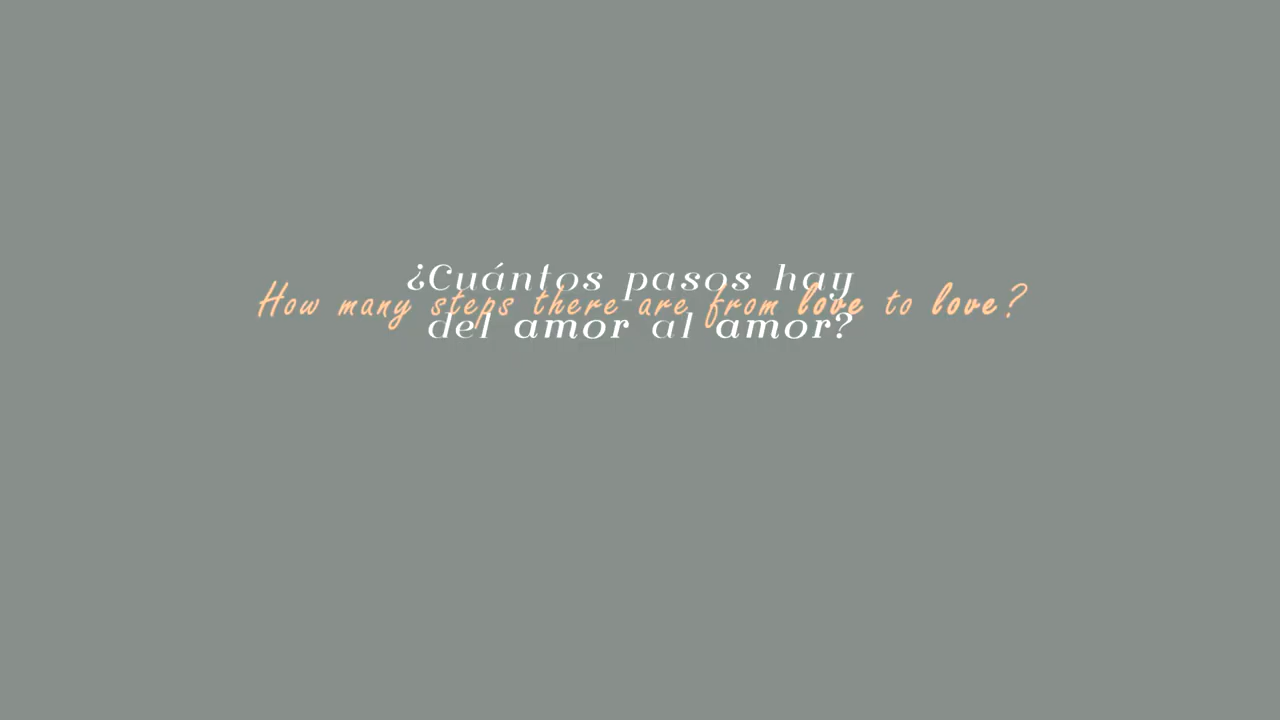 ¿Cuántos pasos hay
How many steps there are from love to love?
del amor al amor?